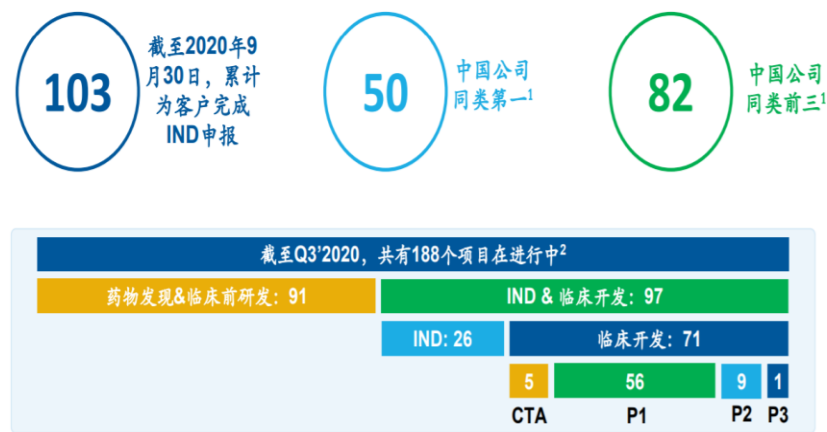 103
截至2020年9
月30日，累计
为客户完成
IND申报
50
中国公司
同类第一1
82
中国公司
同类前三1
截至Q3'2020，共有188个项目在进行中2
药物发现&临床前研发：91
IND & 临床开发：97
IND: 26
临床开发：71
5
56
9
1
CTA
P1
P2
P3